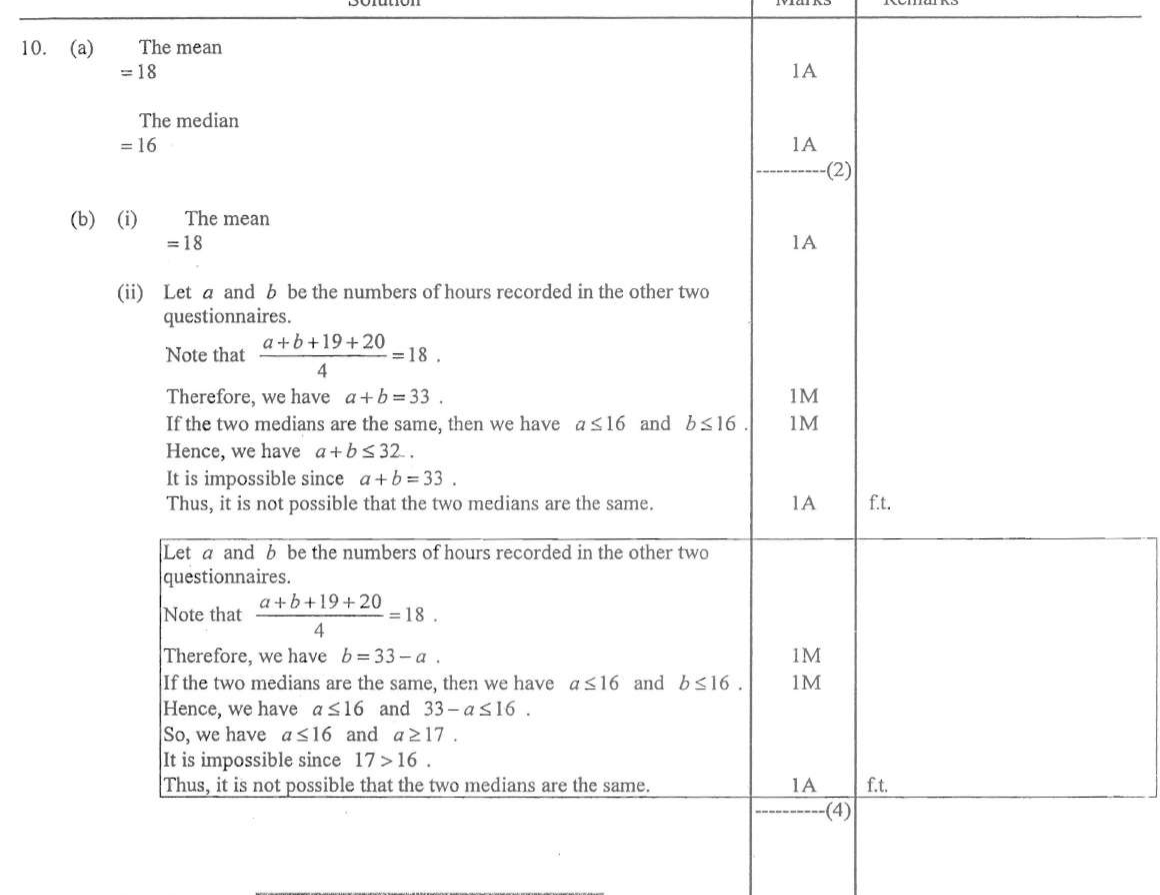 Solution Marks Remarks
10. (a) The mean
= 18 1A
The median
= 16 1A
----------(2)
(b) (i) The mean
= 18 1A
(ii) Let a and b be the numbers of hours recorded in the other two
questionnaires.
Note that (a+b+19+20)/4 = 18 .
Therefore, we have a+b = 33 . 1M
If the two medians are the same, then we have a ≤ 16 and b ≤ 16 . 1M
Hence, we have a+b ≤ 32 .
It is impossible since a+b = 33 .
Thus, it is not possible that the two medians are the same. 1A f.t.
Let a and b be the numbers of hours recorded in the other two
questionnaires.
Note that (a+b+19+20)/4 = 18 .
Therefore, we have b = 33 − a . 1M
If the two medians are the same, then we have a ≤ 16 and b ≤ 16 . 1M
Hence, we have a ≤ 16 and 33 − a ≤ 16 .
So, we have a ≤ 16 and a ≥ 17 .
It is impossible since 17 > 16 .
Thus, it is not possible that the two medians are the same. 1A f.t.
----------(4)